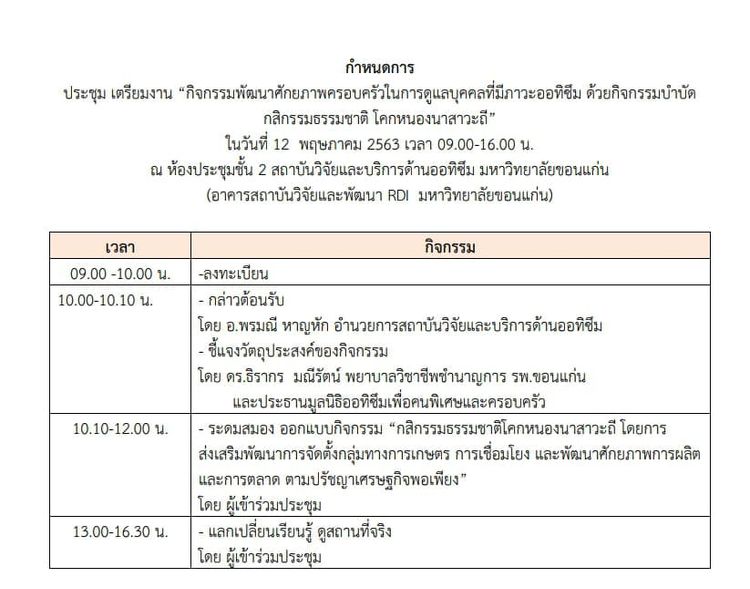 กำหนดการ
ประชุม เตรียมงาน “กิจกรรมพัฒนาศักยภาพครอบครัวในการดูแลบุคคลที่มีภาวะออทิซึม ด้วยกิจกรรมบำบัด
กสิกรรมธรรมชาติ โคกหนองนาสาวะถี”
ในวันที่ 12 พฤษภาคม 2563 เวลา 09.00-16.00 น.
ณ ห้องประชุมชั้น 2 สถาบันวิจัยและบริการด้านออทิซึม มหาวิทยาลัยขอนแก่น
(อาคารสถาบันวิจัยและพัฒนา RDI มหาวิทยาลัยขอนแก่น)
เวลา กิจกรรม
09.00 -10.00 น. -ลงทะเบียน
10.00-10.10 น. - กล่าวต้อนรับ
โดย อ.พรมณี หาญหัก อำนวยการสถาบันวิจัยและบริการด้านออทิซึม
- ชี้แจงวัตถุประสงค์ของกิจกรรม
โดย ดร.ธิรากร มณีรัตน์ พยาบาลวิชาชีพชำนาญการ รพ.ขอนแก่น
และประธานมูลนิธิออทิซึมเพื่อคนพิเศษและครอบครัว
10.10-12.00 น. - ระดมสมอง ออกแบบกิจกรรม “กสิกรรมธรรมชาติโคกหนองนาสาวะถี โดยการ
ส่งเสริมพัฒนาการจัดตั้งกลุ่มทางการเกษตร การเชื่อมโยง และพัฒนาศักยภาพการผลิต
และการตลาด ตามปรัชญาเศรษฐกิจพอเพียง”
โดย ผู้เข้าร่วมประชุม
13.00-16.30 น. - แลกเปลี่ยนเรียนรู้ ดูสถานที่จริง
โดย ผู้เข้าร่วมประชุม